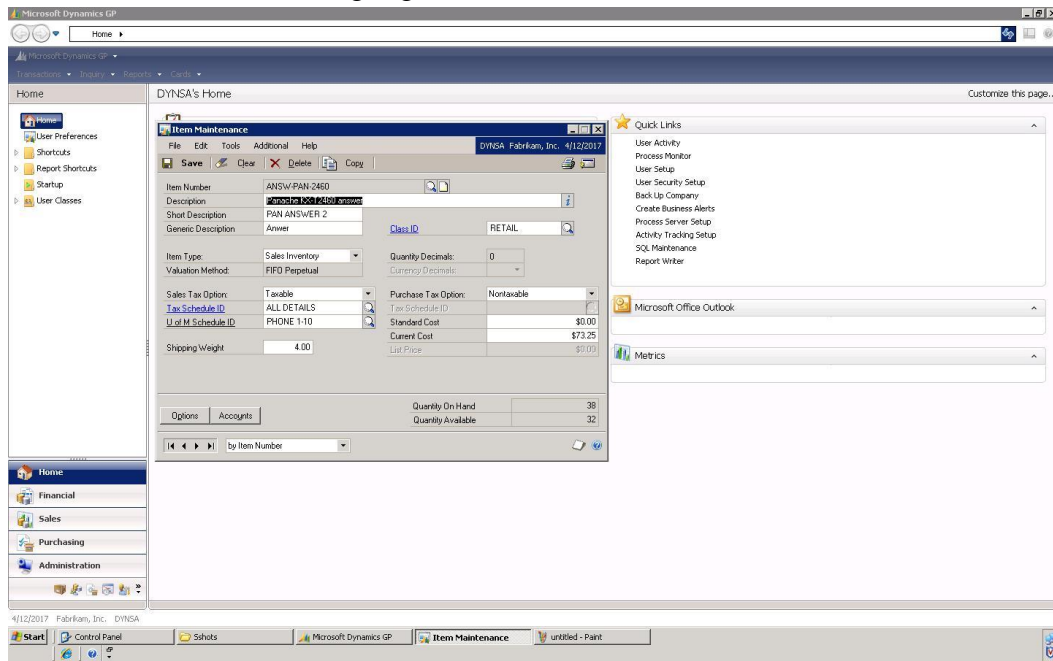 Microsoft Dynamics GP
Home
Microsoft Dynamics GP
Transactions Inquiry Reports Cards
Home
DYNSA's Home
Customize this page..
Home
User Preferences
Shortcuts
Report Shortcuts
Startup
User Classes
Item Maintenance
File Edit Tools Additional Help
DYNSA Fabrikam, Inc. 4/12/2017
Save Clear Delete Copy
Item Number ANSW-PAN-2460
Description Panache KX-T2460 answer
Short Description PAN ANSWER 2
Generic Description Anwer Class ID RETAIL
Item Type: Sales Inventory Quantity Decimals: 0
Valuation Method: FIFO Perpetual Currency Decimals:
Sales Tax Option: Taxable Purchase Tax Option: Nontaxable
Tax Schedule ID ALL DETAILS Tax Schedule ID
U of M Schedule ID PHONE 1-10 Standard Cost $0.00
Current Cost $73.25
Shipping Weight 4.00 List Price $0.00
Options Accounts
Quantity On Hand 38
Quantity Available 32
by Item Number
Quick Links
User Activity
Process Monitor
User Setup
User Security Setup
Back Up Company
Create Business Alerts
Process Server Setup
Activity Tracking Setup
SQL Maintenance
Report Writer
Microsoft Office Outlook
Metrics
Home
Financial
Sales
Purchasing
Administration
4/12/2017 Fabrikam, Inc. DYNSA
Start Control Panel Sshots Microsoft Dynamics GP Item Maintenance untitled - Paint